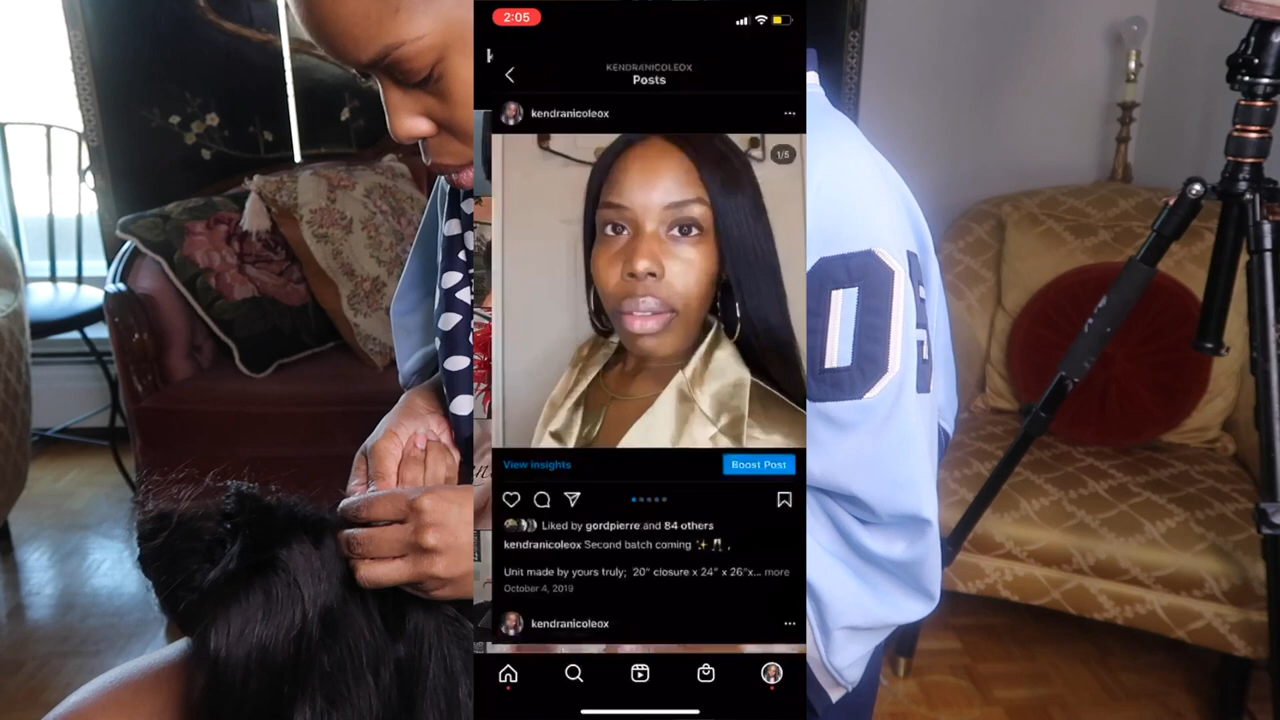 2:05
KENDRANICOLEOX
Posts
kendranicoleox
1/5
View insights
Boost Post
Liked by gordpierre and 84 others
kendranicoleox Second batch coming ✨ 🥂 .
Unit made by yours truly; 20" closure x 24" x 26"x... more
October 4, 2019
kendranicoleox